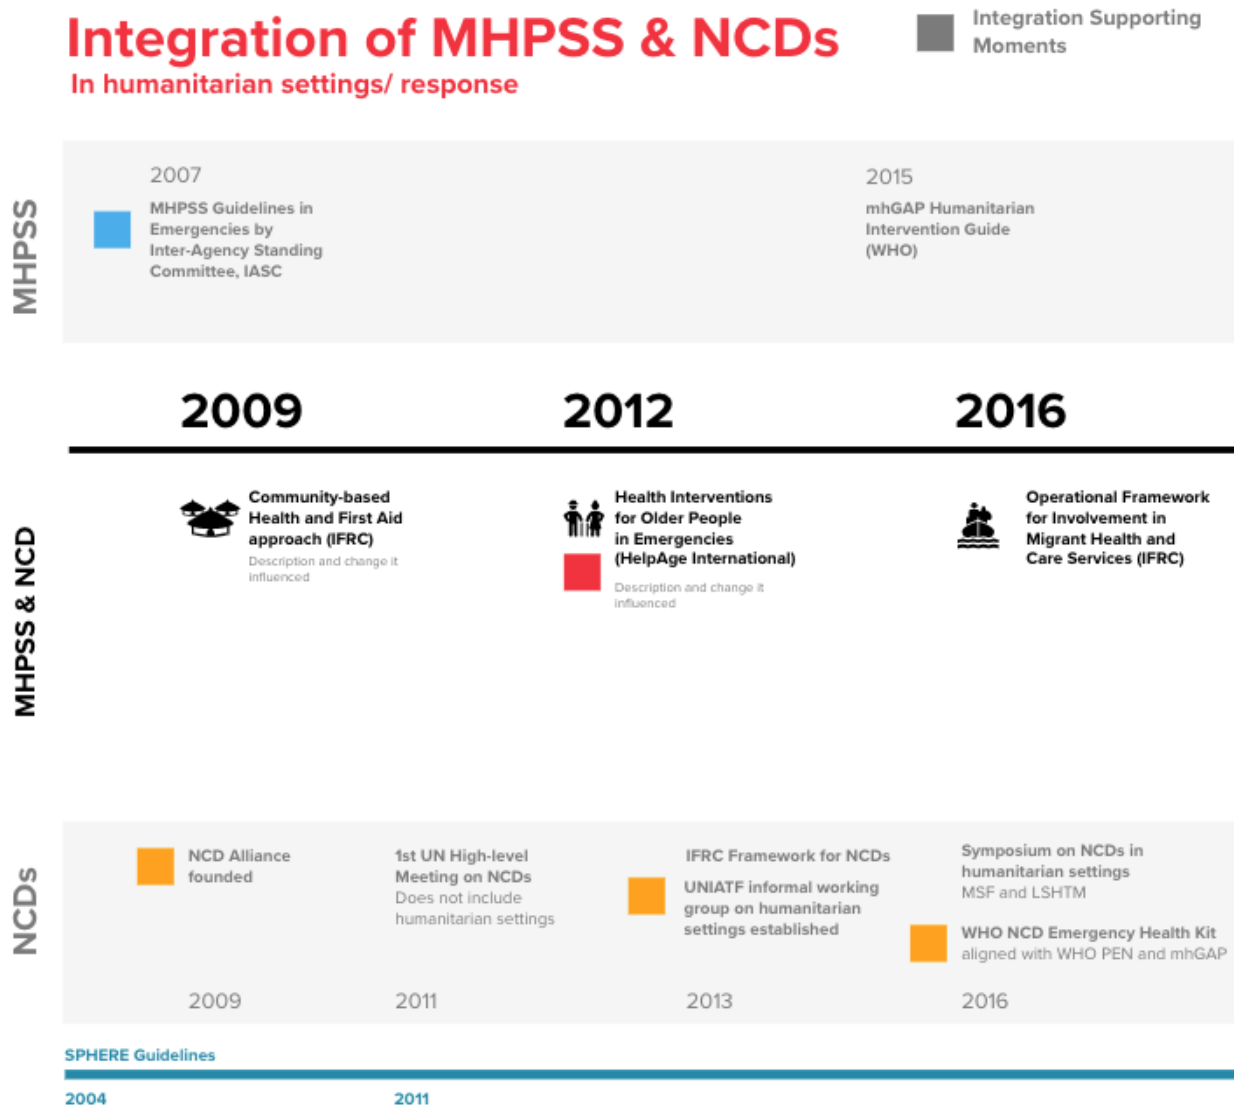 Integration of MHPSS & NCDs
In humanitarian settings/ response
Integration Supporting
Moments
MHPSS
2007
MHPSS Guidelines in
Emergencies by
Inter-Agency Standing
Committee, IASC
2015
mhGAP Humanitarian
Intervention Guide
(WHO)
2009
2012
2016
MHPSS & NCD
Community-based
Health and First Aid
approach (IFRC)
Description and change it
influenced
Health Interventions
for Older People
in Emergencies
(HelpAge International)
Description and change it
influenced
Operational Framework
for Involvement in
Migrant Health and
Care Services (IFRC)
NCDs
NCD Alliance
founded
2009
1st UN High-level
Meeting on NCDs
Does not include
humanitarian settings
2011
IFRC Framework for NCDs
UNIATF informal working
group on humanitarian
settings established
2013
Symposium on NCDs in
humanitarian settings
MSF and LSHTM
WHO NCD Emergency Health Kit
aligned with WHO PEN and mhGAP
2016
SPHERE Guidelines
2004
2011